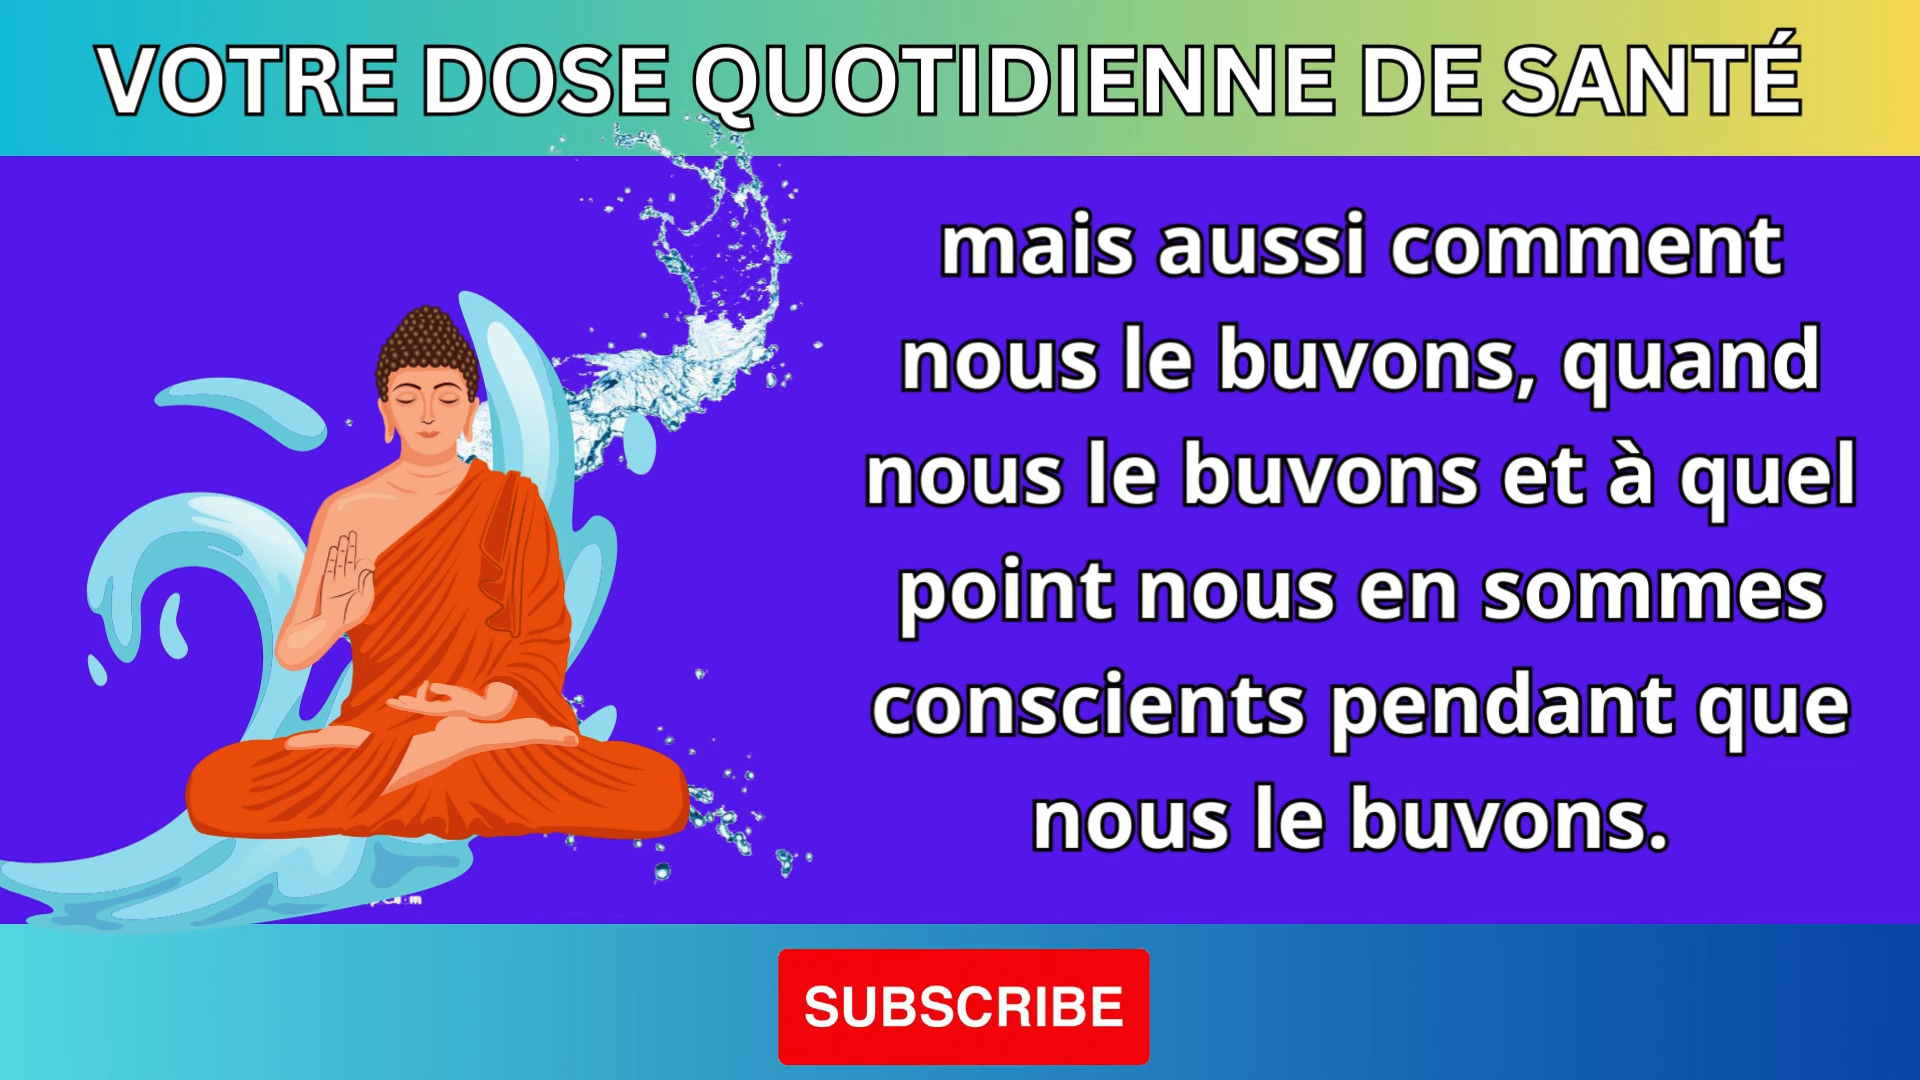 VOTRE DOSE QUOTIDIENNE DE SANTÉ
mais aussi comment
nous le buvons, quand
nous le buvons et à quel
point nous en sommes
conscients pendant que
nous le buvons.
SUBSCRIBE